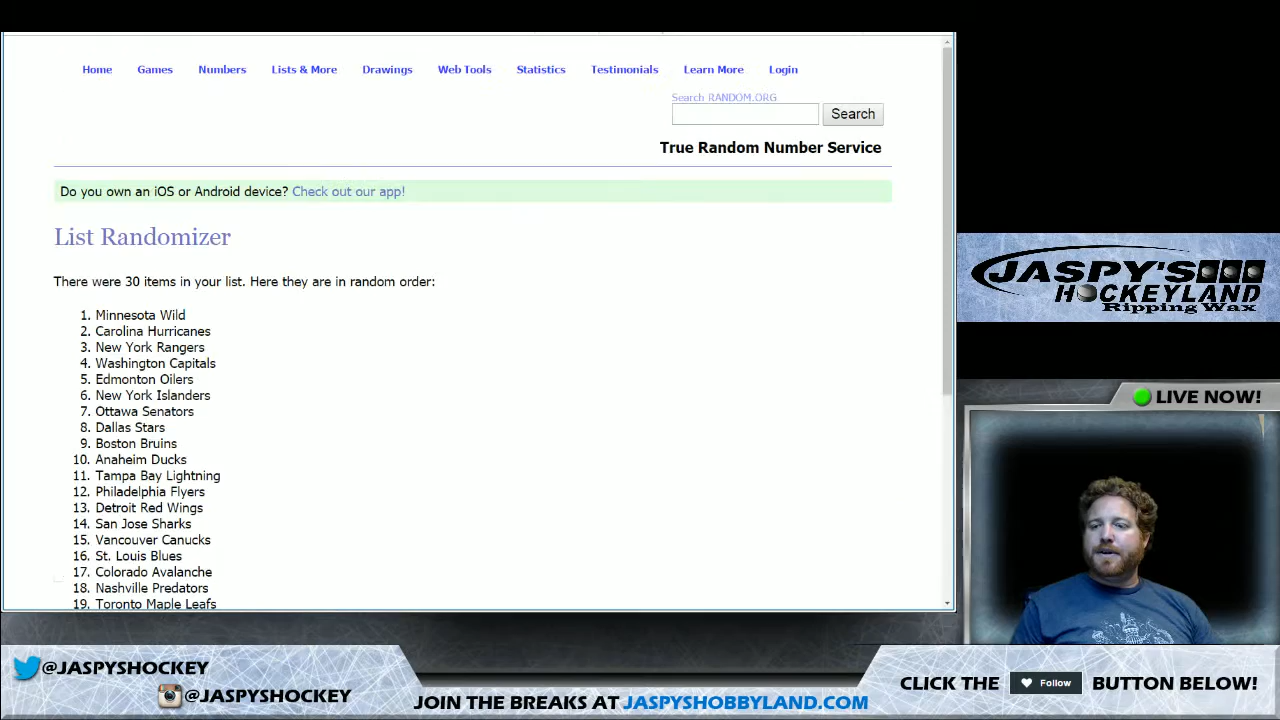 Home Games Numbers Lists & More Drawings Web Tools Statistics Testimonials Learn More Login
Search RANDOM.ORG
Search
True Random Number Service
Do you own an iOS or Android device? Check out our app!
List Randomizer
There were 30 items in your list. Here they are in random order:
1. Minnesota Wild
2. Carolina Hurricanes
3. New York Rangers
4. Washington Capitals
5. Edmonton Oilers
6. New York Islanders
7. Ottawa Senators
8. Dallas Stars
9. Boston Bruins
10. Anaheim Ducks
11. Tampa Bay Lightning
12. Philadelphia Flyers
13. Detroit Red Wings
14. San Jose Sharks
15. Vancouver Canucks
16. St. Louis Blues
17. Colorado Avalanche
18. Nashville Predators
19. Toronto Maple Leafs
JASPY'S
HOCKEYLAND
Ripping Wax
LIVE NOW!
@JASPYSHOCKEY
@JASPYSHOCKEY
JOIN THE BREAKS AT JASPYSHOBBYLAND.COM
CLICK THE Follow BUTTON BELOW!